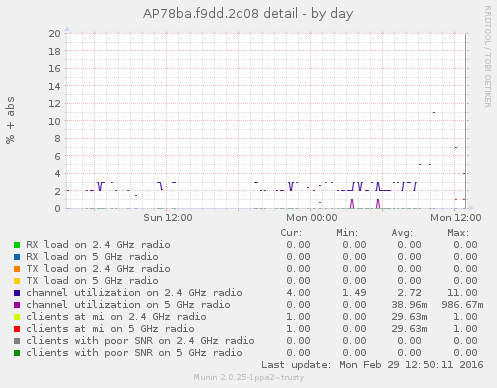 AP78ba.f9dd.2c08 detail - by day
RRDTOOL / TOBI OETIKER
% + abs
20
18
16
14
12
10
8
6
4
2
0
Sun 12:00 Mon 00:00 Mon 12:00
Cur: Min: Avg: Max:
RX load on 2.4 GHz radio 0.00 0.00 0.00 0.00
RX load on 5 GHz radio 0.00 0.00 0.00 0.00
TX load on 2.4 GHz radio 0.00 0.00 0.00 0.00
TX load on 5 GHz radio 0.00 0.00 0.00 0.00
channel utilization on 2.4 GHz radio 4.00 1.49 2.72 11.00
channel utilization on 5 GHz radio 0.00 0.00 38.96m 986.67m
clients at mi on 2.4 GHz radio 1.00 0.00 29.63m 1.00
clients at mi on 5 GHz radio 1.00 0.00 29.63m 1.00
clients with poor SNR on 2.4 GHz radio 0.00 0.00 0.00 0.00
clients with poor SNR on 5 GHz radio 0.00 0.00 0.00 0.00
Last update: Mon Feb 29 12:50:11 2016
Munin 2.0.25-1ppa2~trusty